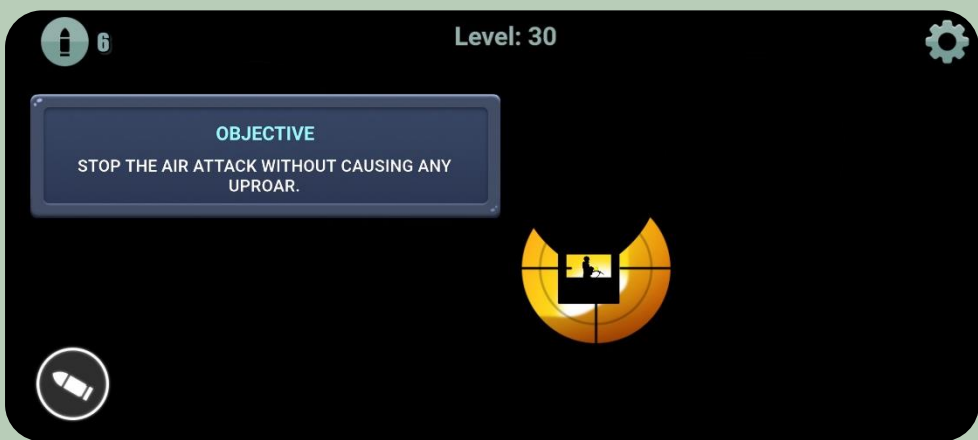 6
Level: 30
OBJECTIVE
STOP THE AIR ATTACK WITHOUT CAUSING ANY
UPROAR.